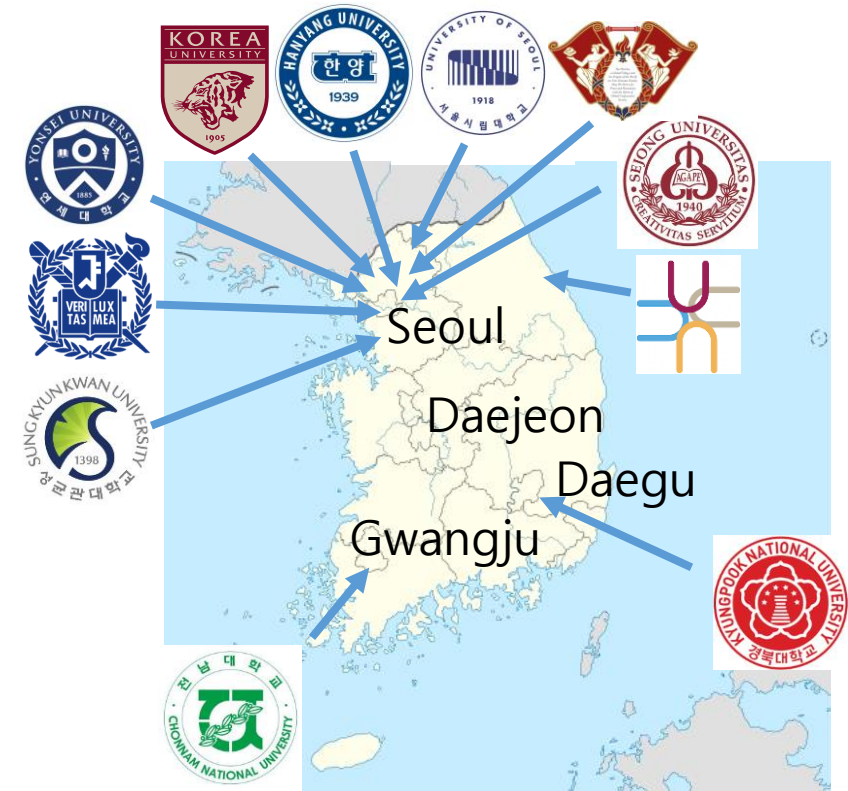 KOREA
UNIVERSITY
1905
HANYANG UNIVERSITY
한양
1939
UNIVERSITY OF SEOUL
1918
서울시립대학교
YONSEI UNIVERSITY
1885
연세대학교
SEJONG UNIVERSITAS
AGAPE
1940
CREATIVITAS SERVITIUM
VERI LUX
TAS MEA
SUNG KYUN KWAN UNIVERSITY
1398
성균관대학교
Seoul
Daejeon
Daegu
Gwangju
KYUNGPOOK NATIONAL UNIVERSITY
경북대학교
전남대학교
CHONNAM NATIONAL UNIVERSITY